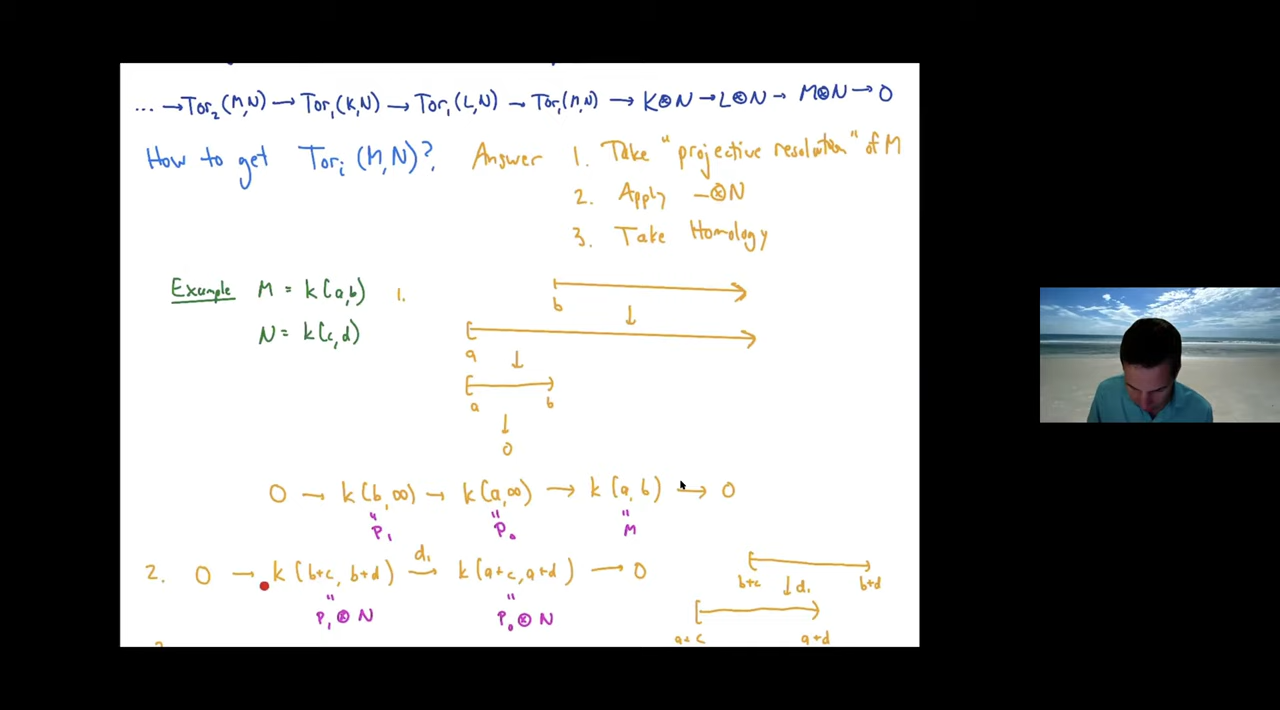 ... → Tor₂(M,N) → Tor₁(K,N) → Tor₁(L,N) → Tor₁(M,N) → K⊗N → L⊗N → M⊗N → 0
How to get Torᵢ(M,N)? Answer 1. Take "projective resolution" of M
2. Apply –⊗N
3. Take Homology
Example M = k[a,b) 1.
N = k[c,d)
b
↓
a
↓
a b
↓
0
0 → k[b,∞) → k[a,∞) → k[a,b) → 0
" " "
P₁ P₀ M
2. 0 → k[b+c, b+d) d₁→ k[a+c, a+d) → 0
" "
P₁⊗N P₀⊗N
b+c ↓d₁ b+d
a+c a+d